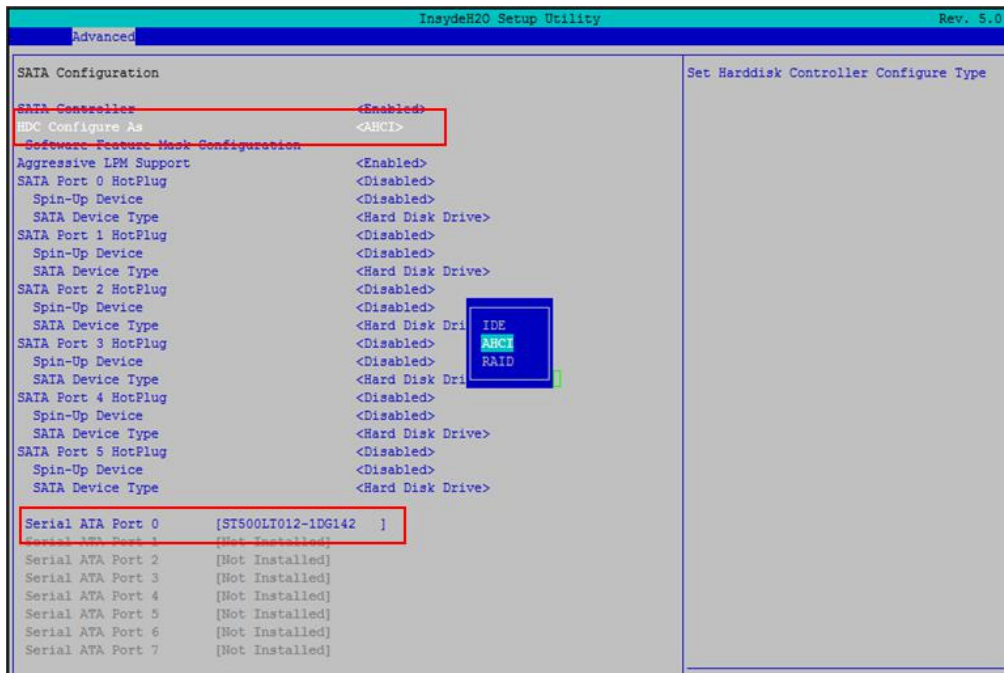 InsydeH2O Setup Utility Rev. 5.0
Advanced
SATA Configuration
Set Harddisk Controller Configure Type
SATA Controller <Enabled>
HDC Configure As <AHCI>
Software Feature Mask Configuration
Aggressive LPM Support <Enabled>
SATA Port 0 HotPlug <Disabled>
Spin-Up Device <Disabled>
SATA Device Type <Hard Disk Drive>
SATA Port 1 HotPlug <Disabled>
Spin-Up Device <Disabled>
SATA Device Type <Hard Disk Drive>
SATA Port 2 HotPlug <Disabled>
Spin-Up Device <Disabled>
SATA Device Type <Hard Disk Dri
SATA Port 3 HotPlug <Disabled>
Spin-Up Device <Disabled>
SATA Device Type <Hard Disk Dri
IDE
AHCI
RAID
SATA Port 4 HotPlug <Disabled>
Spin-Up Device <Disabled>
SATA Device Type <Hard Disk Drive>
SATA Port 5 HotPlug <Disabled>
Spin-Up Device <Disabled>
SATA Device Type <Hard Disk Drive>
Serial ATA Port 0 [ST500LT012-1DG142 ]
Serial ATA Port 1 [Not Installed]
Serial ATA Port 2 [Not Installed]
Serial ATA Port 3 [Not Installed]
Serial ATA Port 4 [Not Installed]
Serial ATA Port 5 [Not Installed]
Serial ATA Port 6 [Not Installed]
Serial ATA Port 7 [Not Installed]